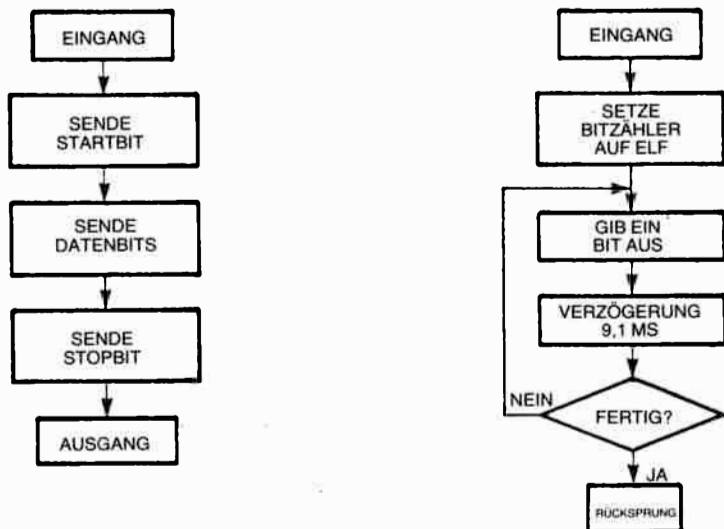 EINGANG
SENDE
STARTBIT
SENDE
DATENBITS
SENDE
STOPBIT
AUSGANG
EINGANG
SETZE
BITZÄHLER
AUF ELF
GIB EIN
BIT AUS
VERZÖGERUNG
9,1 MS
NEIN
FERTIG?
JA
RÜCKSPRUNG